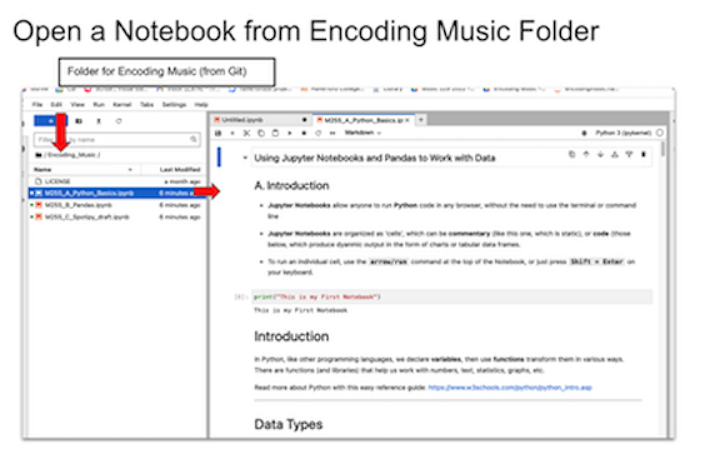 Open a Notebook from Encoding Music Folder
Folder for Encoding Music (from Git)
File Edit View Run Kernel Tabs Settings Help
Untitled.ipynb
M255_A_Python_Basics.ip
Filter by name
Markdown
Python 3 (ipykernel)
/ Encoding_Music /
Name Last Modified
LICENSE a month ago
M255_A_Python_Basics.ipynb 6 minutes
M255_B_Pandas.ipynb 6 minutes ago
M255_C_Spotipy_draft.ipynb 6 minutes ago
Using Jupyter Notebooks and Pandas to Work with Data
A. Introduction
• Jupyter Notebooks allow anyone to run Python code in any browser, without the need to use the terminal or command
line
• Jupyter Notebooks are organized as 'cells', which can be commentary (like this one, which is static), or code (those
below, which produce dyanmic output in the form of charts or tabular data frames.
• To run an individual cell, use the arrow/run command at the top of the Notebook, or just press Shift + Enter on
your keyboard.
print("This is my First Notebook")
This is my First Notebook
Introduction
In Python, like other programming languages, we declare variables, then use functions transform them in various ways.
There are functions (and libraries) that help us work with numbers, text, statistics, graphs, etc.
Read more about Python with this easy reference guide: https://www.w3schools.com/python/python_intro.asp
Data Types